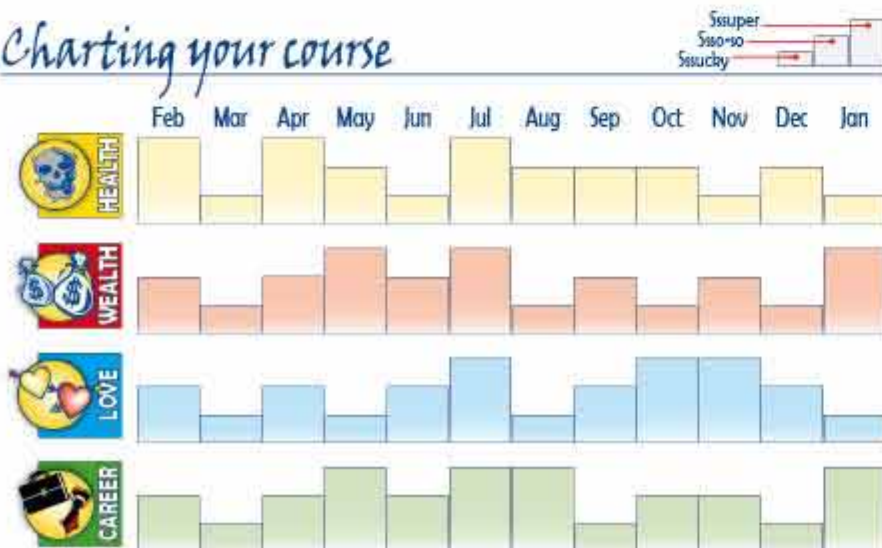 Charting your course
Sssuper
Ssso-so
Sssucky
Feb Mar Apr May Jun Jul Aug Sep Oct Nov Dec Jan
HEALTH
$ $
WEALTH
LOVE
CAREER